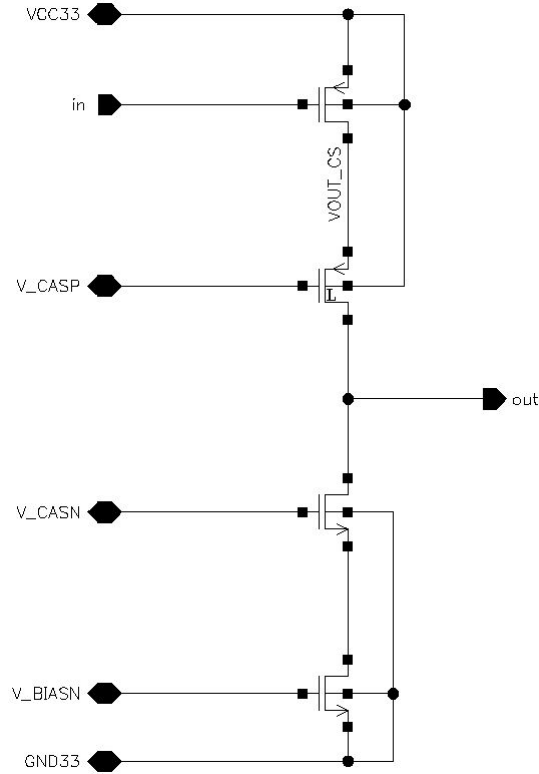 VCC33
in
VOUT_CS
V_CASP
L
out
V_CASN
V_BIASN
GND33